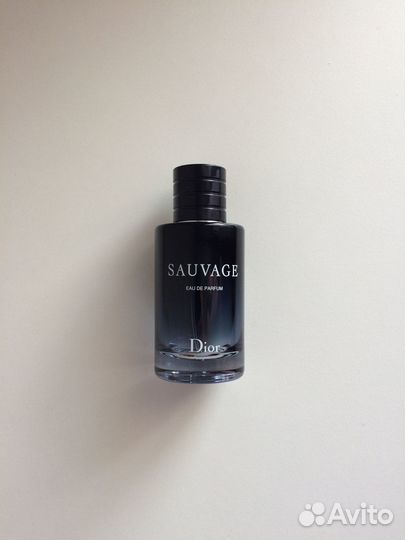 SAUVAGE
EAU DE PARFUM
Dior
Avito